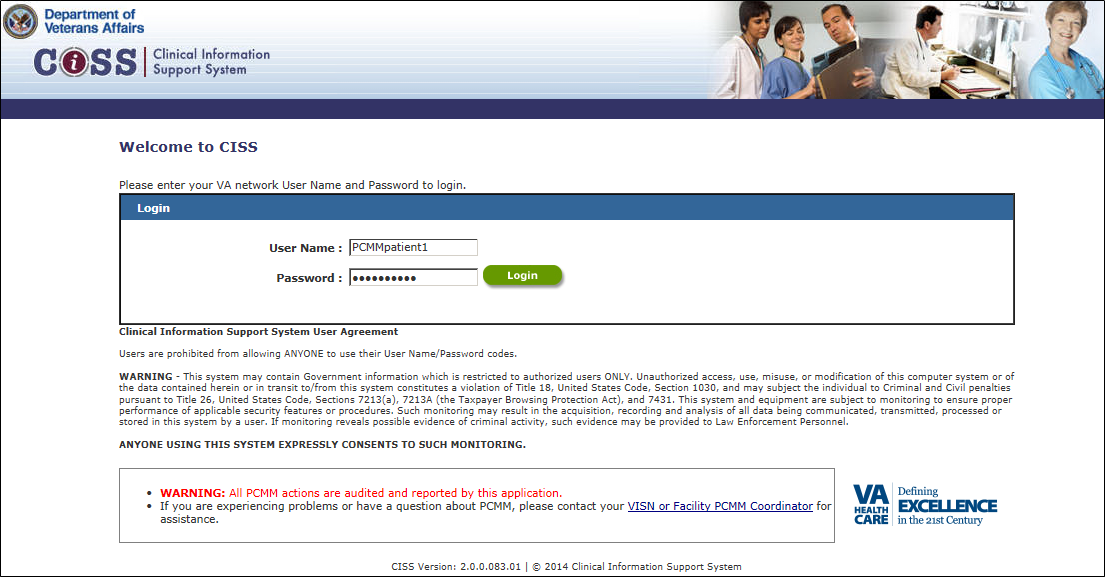 Department of
Veterans Affairs
CiSS Clinical Information
Support System
Welcome to CISS
Please enter your VA network User Name and Password to login.
Login
User Name : PCMMpatient1
Password : ●●●●●●●●●●
Login
Clinical Information Support System User Agreement
Users are prohibited from allowing ANYONE to use their User Name/Password codes.
WARNING - This system may contain Government information which is restricted to authorized users ONLY. Unauthorized access, use, misuse, or modification of this computer system or of
the data contained herein or in transit to/from this system constitutes a violation of Title 18, United States Code, Section 1030, and may subject the individual to Criminal and Civil penalties
pursuant to Title 26, United States Code, Sections 7213(a), 7213A (the Taxpayer Browsing Protection Act), and 7431. This system and equipment are subject to monitoring to ensure proper
performance of applicable security features or procedures. Such monitoring may result in the acquisition, recording and analysis of all data being communicated, transmitted, processed or
stored in this system by a user. If monitoring reveals possible evidence of criminal activity, such evidence may be provided to Law Enforcement Personnel.
ANYONE USING THIS SYSTEM EXPRESSLY CONSENTS TO SUCH MONITORING.
• WARNING: All PCMM actions are audited and reported by this application.
• If you are experiencing problems or have a question about PCMM, please contact your VISN or Facility PCMM Coordinator for
assistance.
VA
HEALTH
CARE
Defining
EXCELLENCE
in the 21st Century
CISS Version: 2.0.0.083.01 | © 2014 Clinical Information Support System